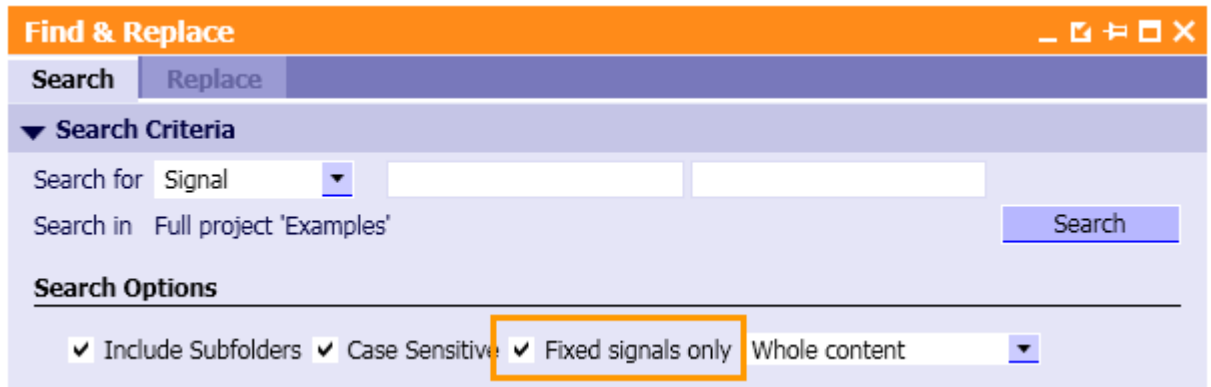 Find & Replace
Search Replace
Search Criteria
Search for Signal
Search in Full project 'Examples' Search
Search Options
Include Subfolders Case Sensitive Fixed signals only Whole content